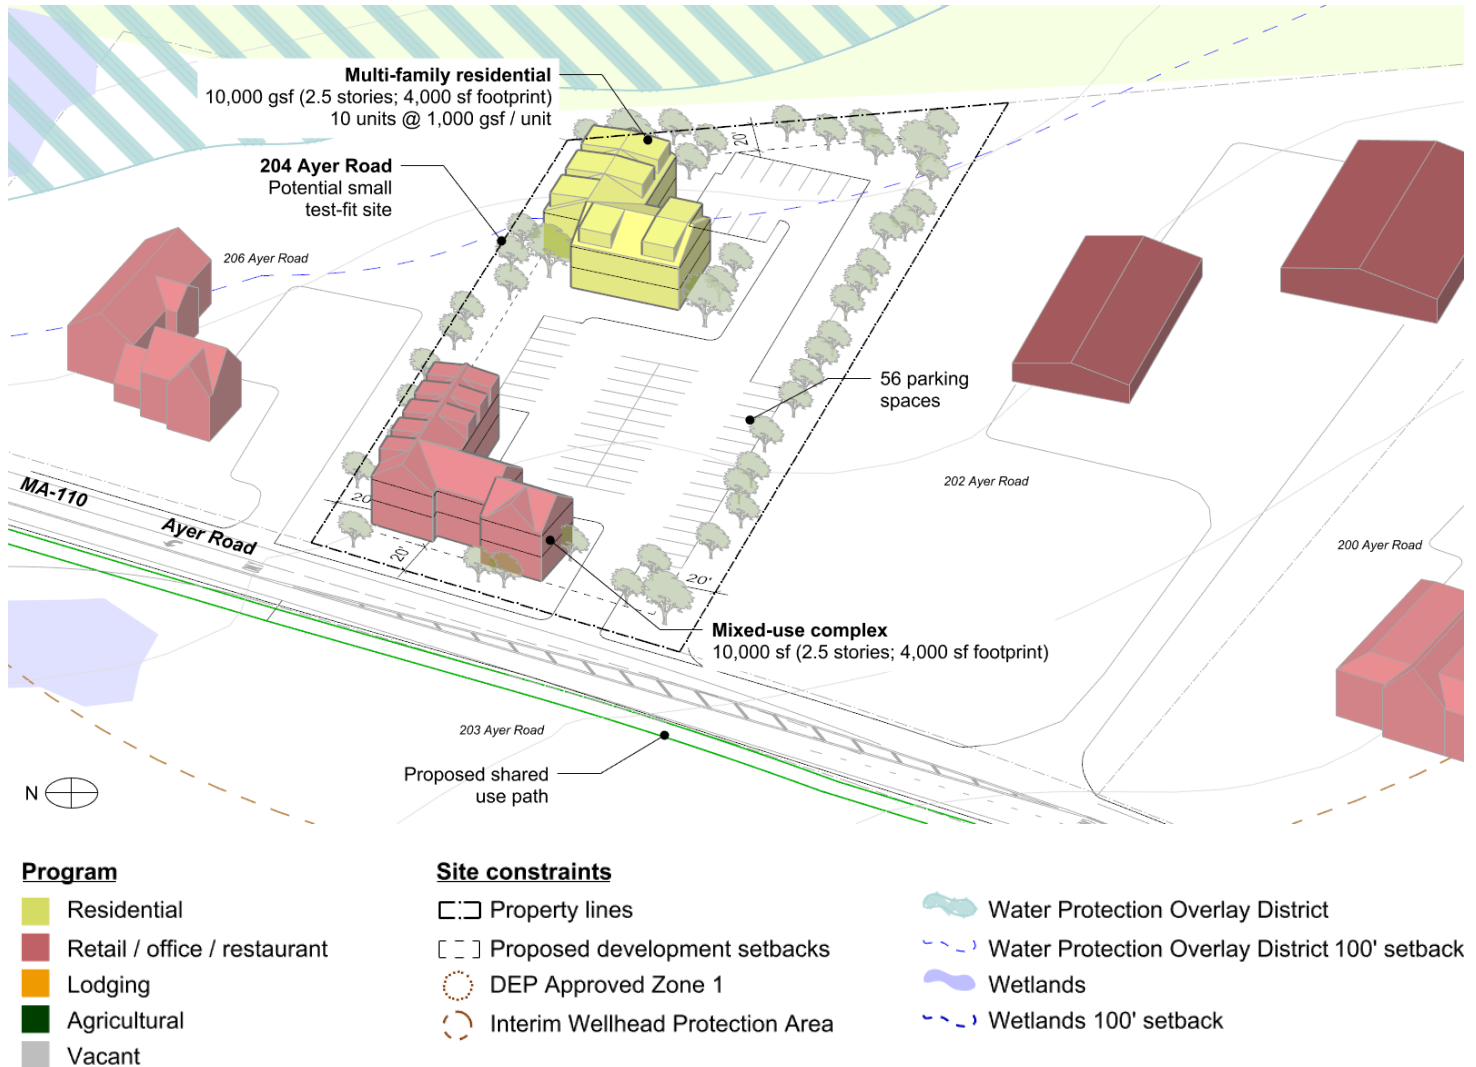 Multi-family residential
10,000 gsf (2.5 stories; 4,000 sf footprint)
10 units @ 1,000 gsf / unit
204 Ayer Road
Potential small
test-fit site
20'
206 Ayer Road
56 parking
spaces
202 Ayer Road
MA-110
Ayer Road
20'
20'
20'
200 Ayer Road
Mixed-use complex
10,000 sf (2.5 stories; 4,000 sf footprint)
203 Ayer Road
Proposed shared
use path
N
Program
Residential
Retail / office / restaurant
Lodging
Agricultural
Vacant
Site constraints
Property lines
Proposed development setbacks
DEP Approved Zone 1
Interim Wellhead Protection Area
Water Protection Overlay District
Water Protection Overlay District 100' setback
Wetlands
Wetlands 100' setback